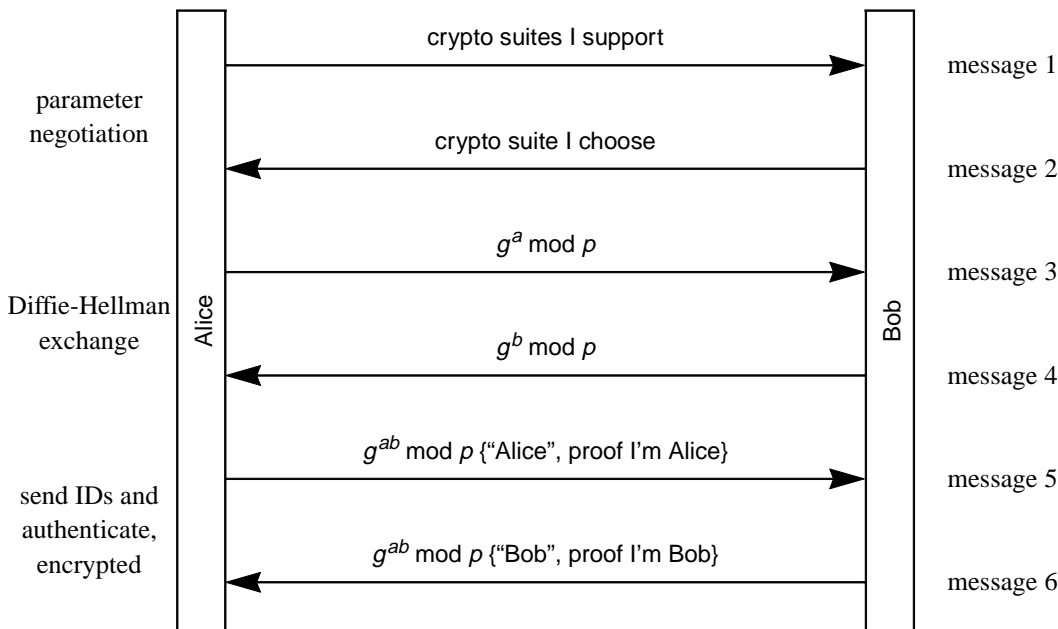 crypto suites I support
message 1
parameter
negotiation
crypto suite I choose
message 2
g^a mod p
message 3
Diffie-Hellman
exchange
Alice
Bob
g^b mod p
message 4
g^ab mod p {“Alice”, proof I’m Alice}
message 5
send IDs and
authenticate,
encrypted
g^ab mod p {“Bob”, proof I’m Bob}
message 6